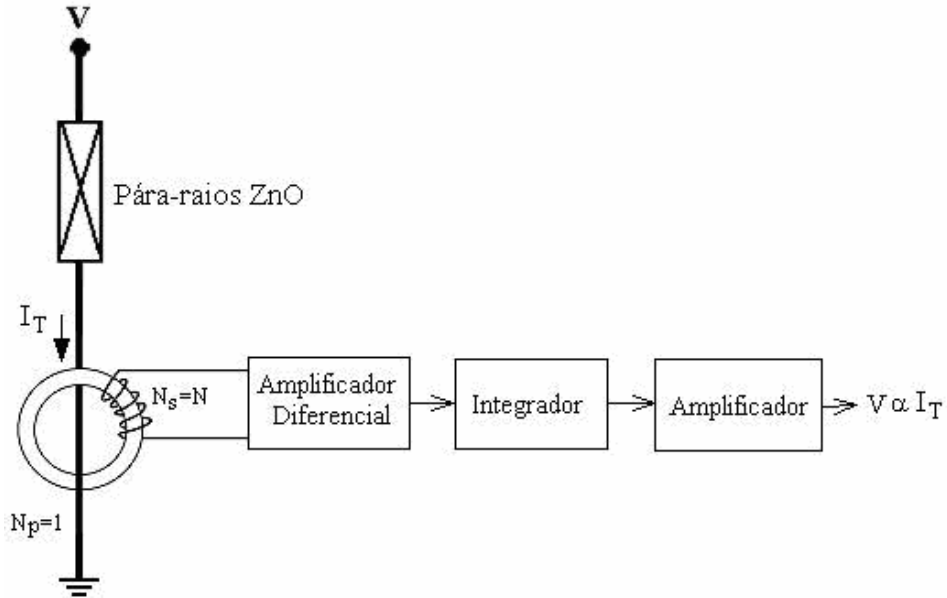 V
Pára-raios ZnO
I_T
N_s=N
Amplificador
Diferencial
Integrador
Amplificador
V α I_T
N_p=1